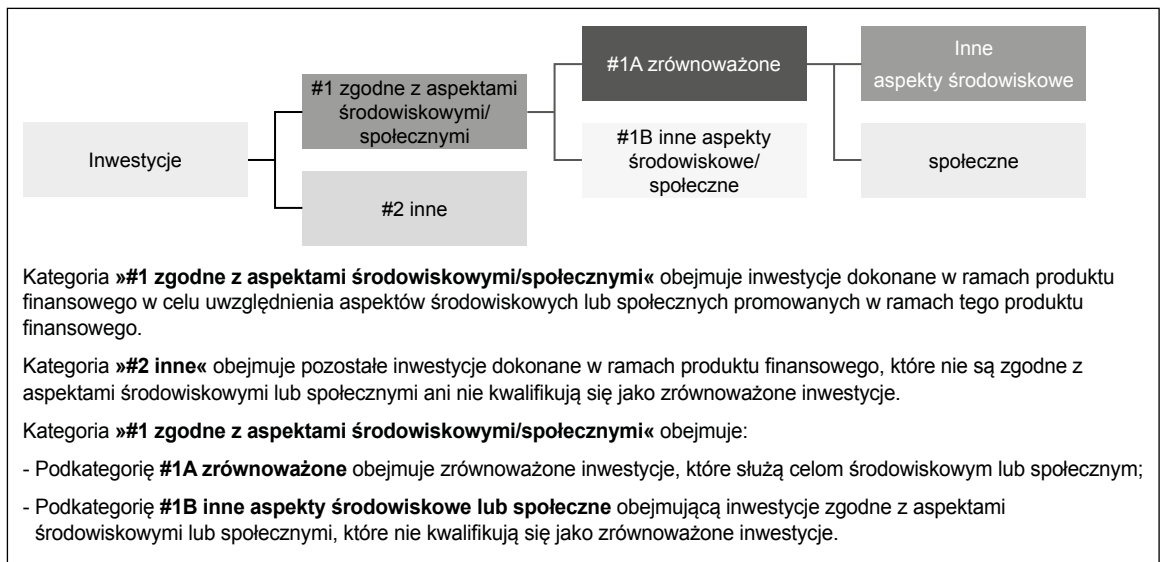 Inwestycje
#1 zgodne z aspektami
środowiskowymi/
społecznymi
#2 inne
#1A zrównoważone
#1B inne aspekty
środowiskowe/
społeczne
Inne
aspekty środowiskowe
społeczne
Kategoria »#1 zgodne z aspektami środowiskowymi/społecznymi« obejmuje inwestycje dokonane w ramach produktu
finansowego w celu uwzględnienia aspektów środowiskowych lub społecznych promowanych w ramach tego produktu
finansowego.
Kategoria »#2 inne« obejmuje pozostałe inwestycje dokonane w ramach produktu finansowego, które nie są zgodne z
aspektami środowiskowymi lub społecznymi ani nie kwalifikują się jako zrównoważone inwestycje.
Kategoria »#1 zgodne z aspektami środowiskowymi/społecznymi« obejmuje:
- Podkategorię #1A zrównoważone obejmuje zrównoważone inwestycje, które służą celom środowiskowym lub społecznym;
- Podkategorię #1B inne aspekty środowiskowe lub społeczne obejmującą inwestycje zgodne z aspektami
środowiskowymi lub społecznymi, które nie kwalifikują się jako zrównoważone inwestycje.